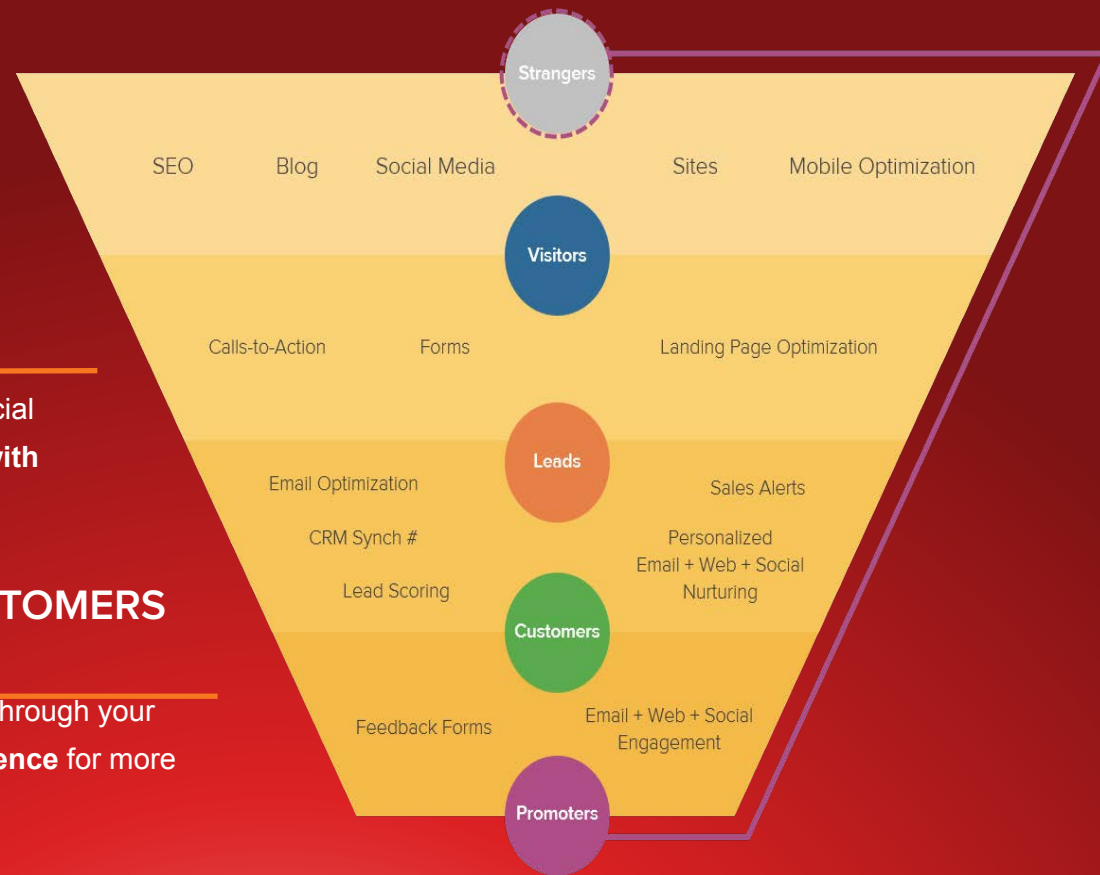 Strangers
SEO Blog Social Media Sites Mobile Optimization
Visitors
Calls-to-Action Forms Landing Page Optimization
Leads
Email Optimization
CRM Synch #
Lead Scoring
Sales Alerts
Personalized
Email + Web + Social
Nurturing
Customers
Feedback Forms
Email + Web + Social
Engagement
Promoters
cial
with
TOMERS
hrough your
ence for more